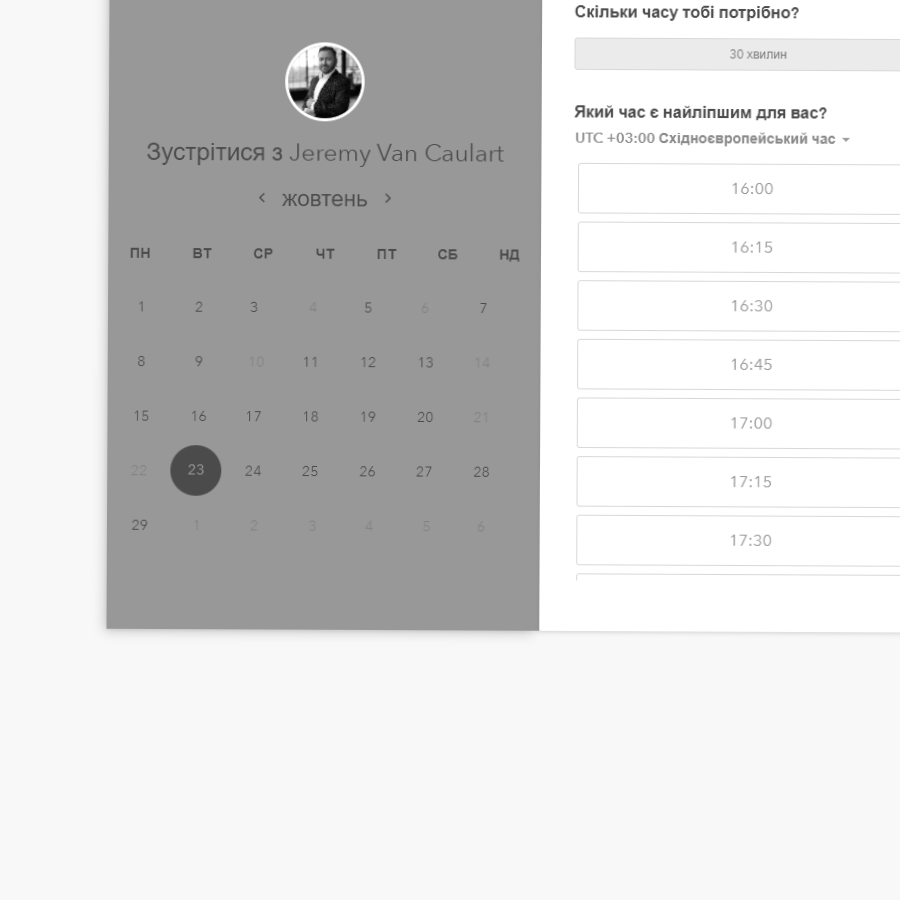 Зустрітися з Jeremy Van Caulart
жовтень
ПН ВТ СР ЧТ ПТ СБ НД
1 2 3 4 5 6 7
8 9 10 11 12 13 14
15 16 17 18 19 20 21
22 23 24 25 26 27 28
29 1 2 3 4 5 6
Скільки часу тобі потрібно?
30 хвилин
Який час є найліпшим для вас?
UTC +03:00 Східноєвропейський час
16:00
16:15
16:30
16:45
17:00
17:15
17:30